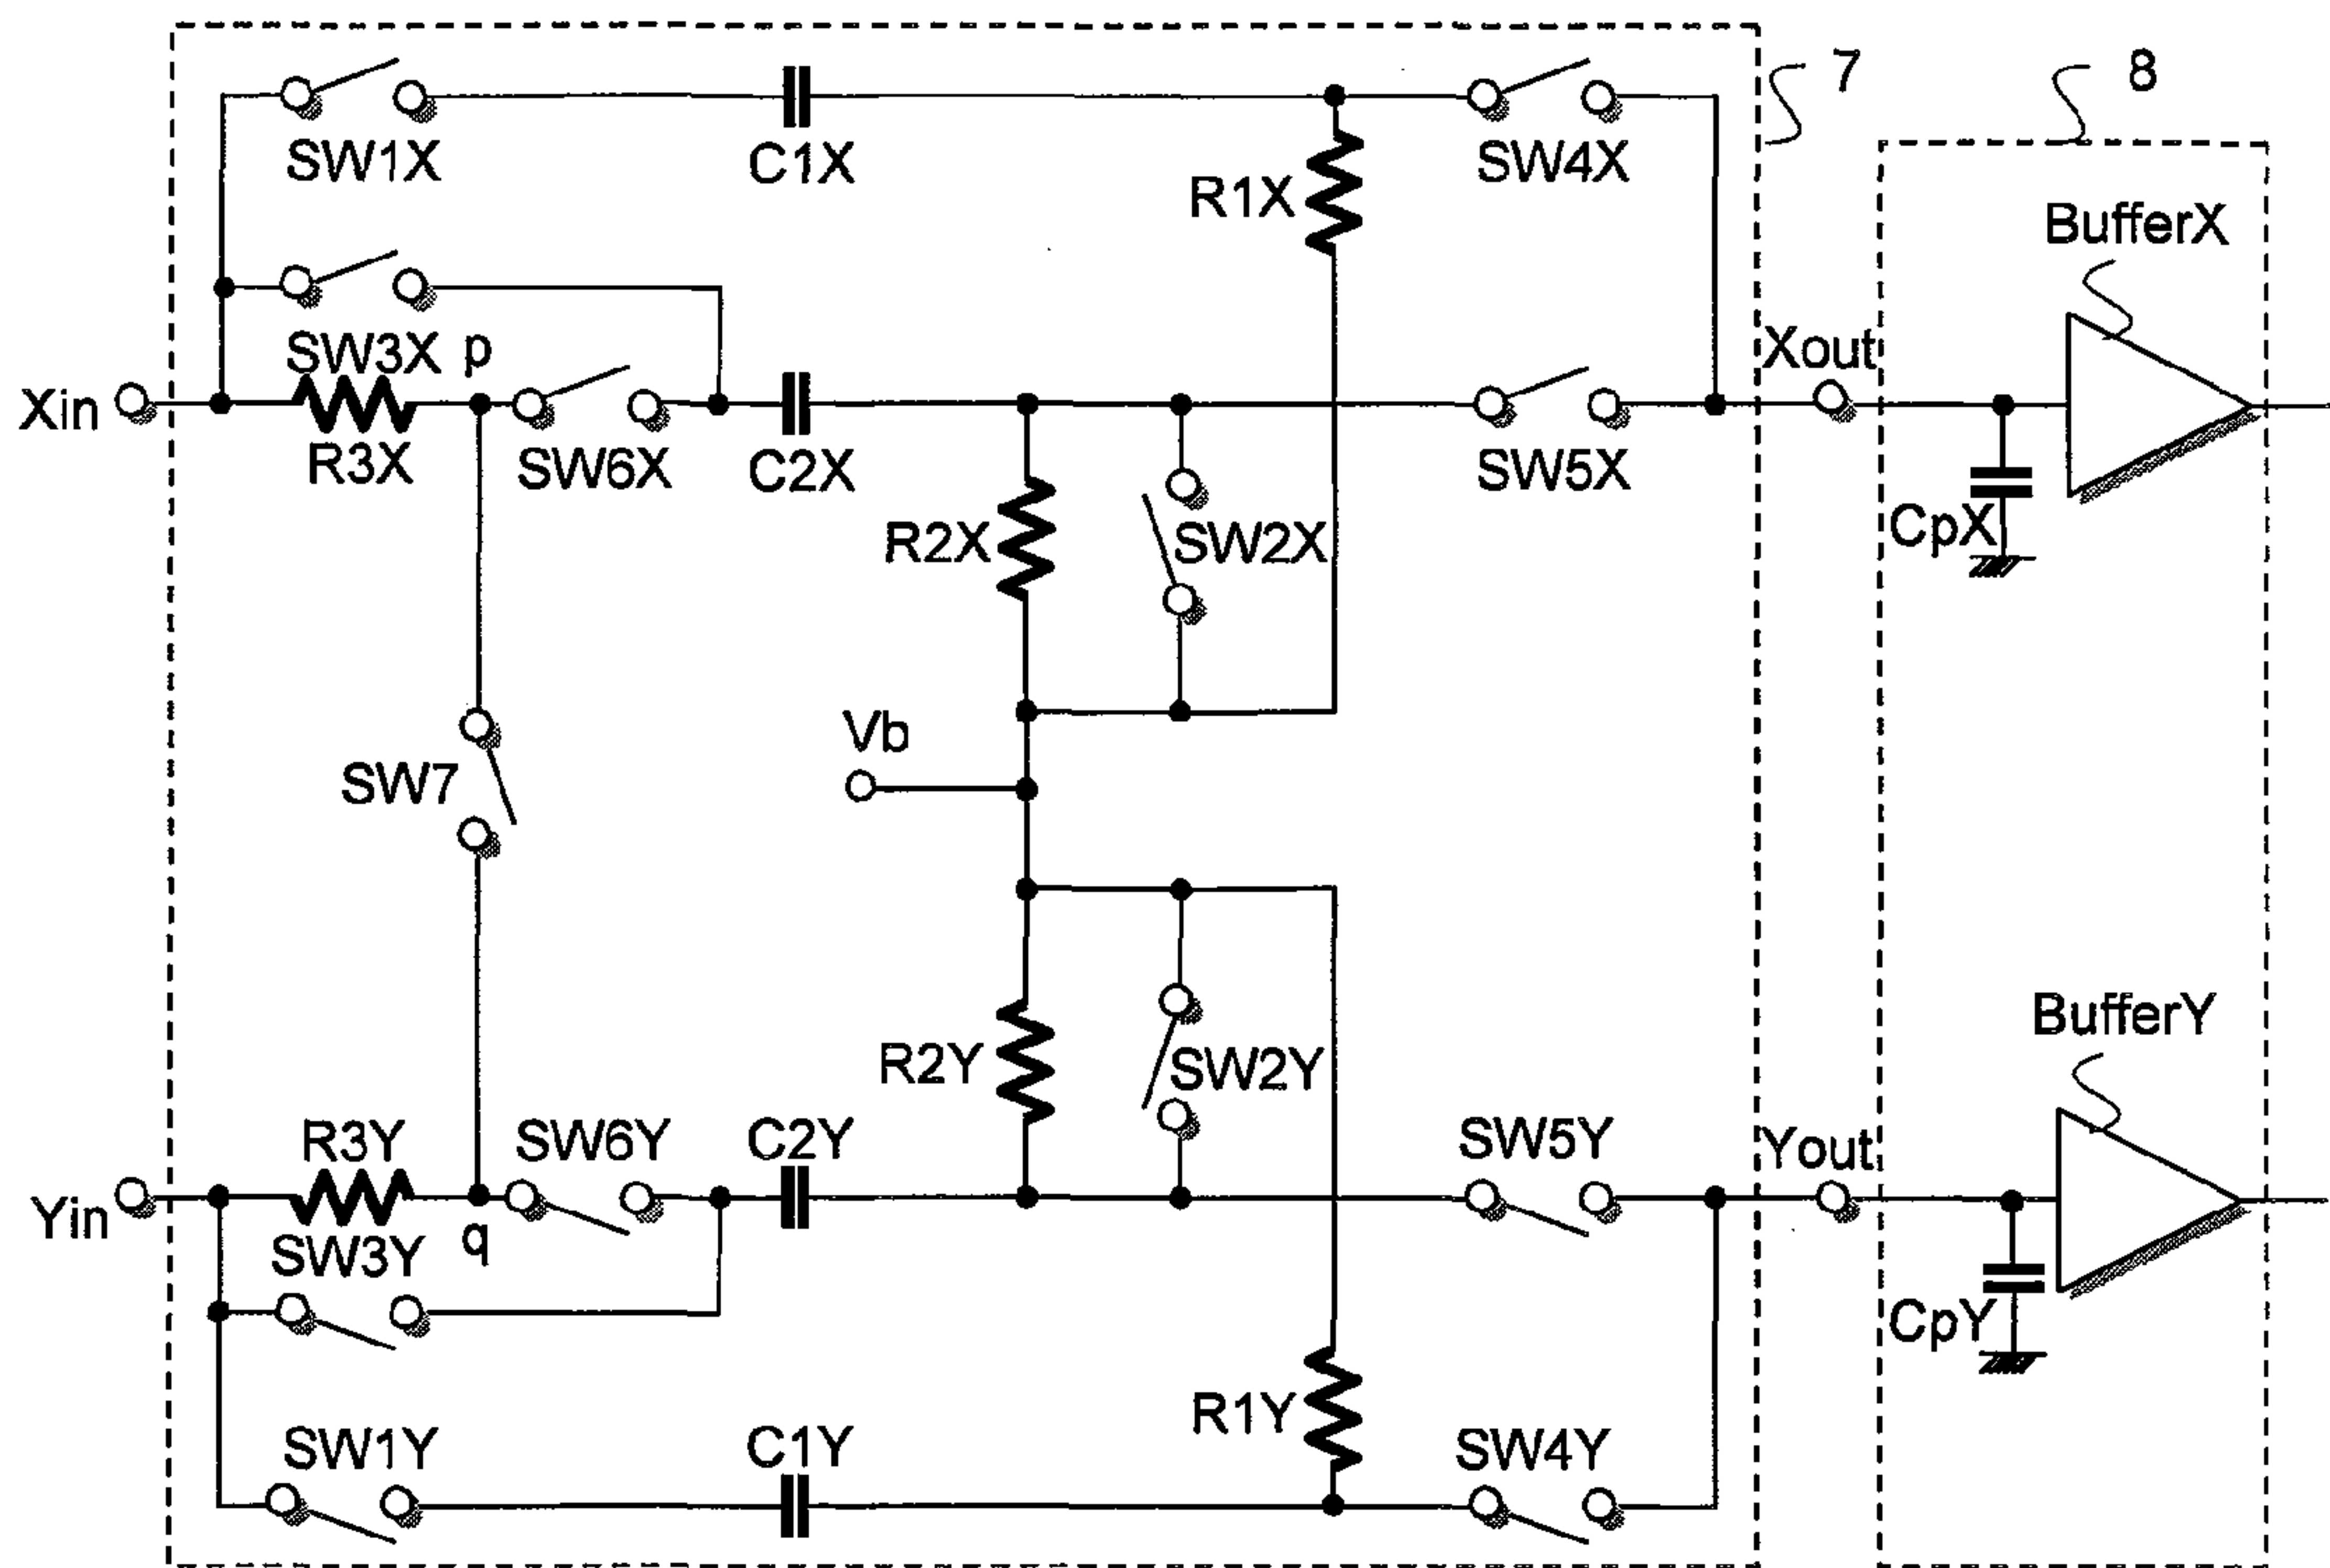 7
8
SW1X
C1X
SW4X
R1X
BufferX
SW3X
p
Xout
Xin
R3X
SW6X
C2X
SW5X
R2X
SW2X
CpX
Vb
SW7
BufferY
R2Y
SW2Y
R3Y
SW6Y
C2Y
SW5Y
Yout
Yin
q
SW3Y
CpY
R1Y
SW1Y
C1Y
SW4Y